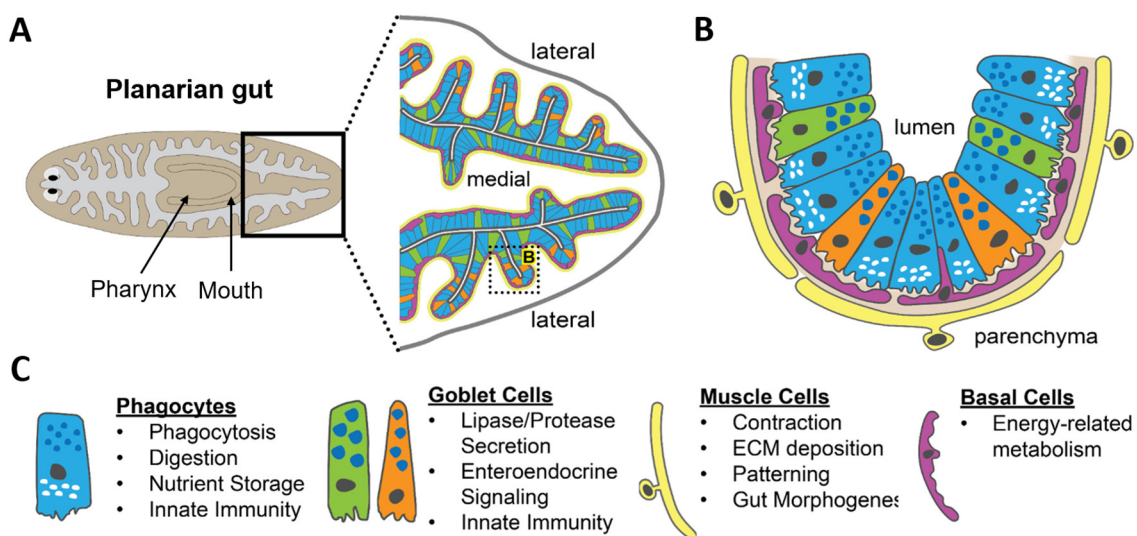 A
Planarian gut
Pharynx
Mouth
lateral
medial
B
lateral
B
lumen
parenchyma
C
Phagocytes
• Phagocytosis
• Digestion
• Nutrient Storage
• Innate Immunity
Goblet Cells
• Lipase/Protease
Secretion
• Enteroendocrine
Signaling
• Innate Immunity
Muscle Cells
• Contraction
• ECM deposition
• Patterning
• Gut Morphogenes
Basal Cells
• Energy-related
metabolism